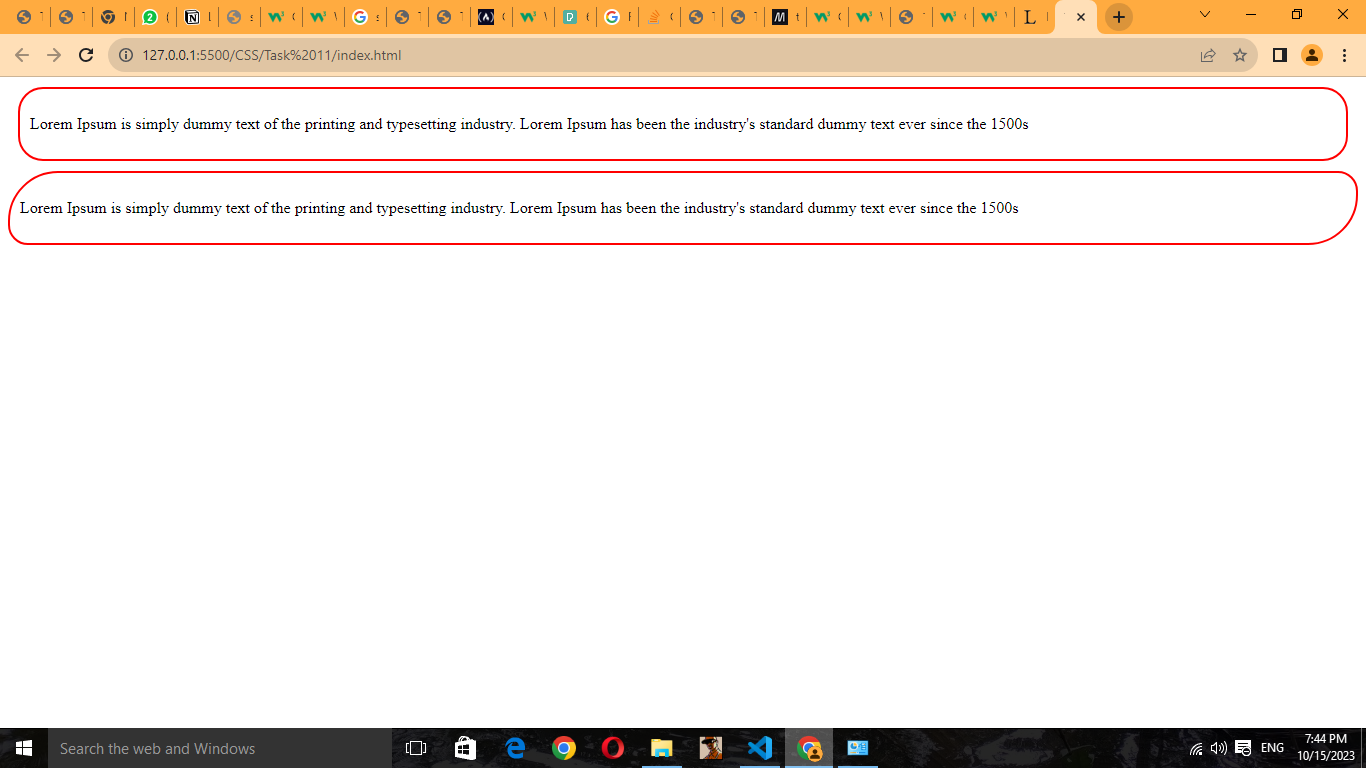 127.0.0.1:5500/CSS/Task%2011/index.html
Lorem Ipsum is simply dummy text of the printing and typesetting industry. Lorem Ipsum has been the industry's standard dummy text ever since the 1500s
Lorem Ipsum is simply dummy text of the printing and typesetting industry. Lorem Ipsum has been the industry's standard dummy text ever since the 1500s
Search the web and Windows
ENG
7:44 PM
10/15/2023